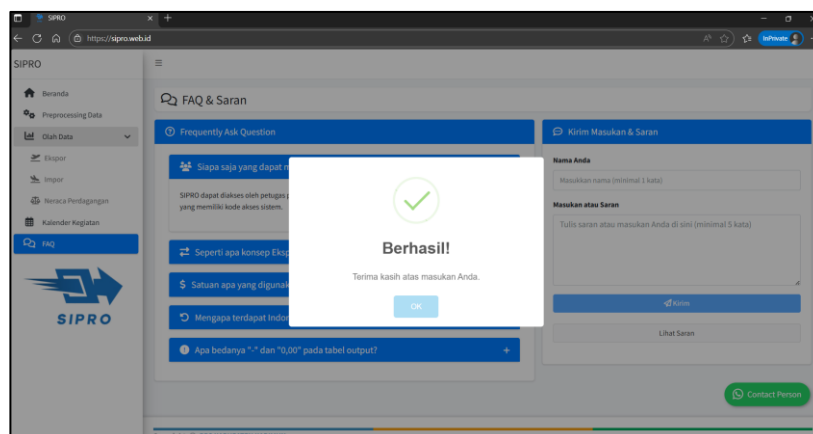 SIPRO
https://sipro.web.id
InPrivate
SIPRO
Beranda
Preprocessing Data
Olah Data
Ekspor
Impor
Neraca Perdagangan
Kalender Kegiatan
FAQ
SIPRO
FAQ & Saran
Frequently Ask Question
Siapa saja yang dapat
SIPRO dapat diakses oleh petugas
yang memiliki kode akses sistem.
Seperti apa konsep
Satuan apa yang
Mengapa terdapat
Apa bedanya "-" dan "0,00" pada tabel output?
Berhasil!
Terima kasih atas masukan Anda.
OK
Kirim Masukan & Saran
Nama Anda
Masukkan nama (minimal 1 kata)
Masukan atau Saran
Tulis saran atau masukan Anda di sini (minimal 5 kata)
Kirim
Lihat Saran
Contact Person